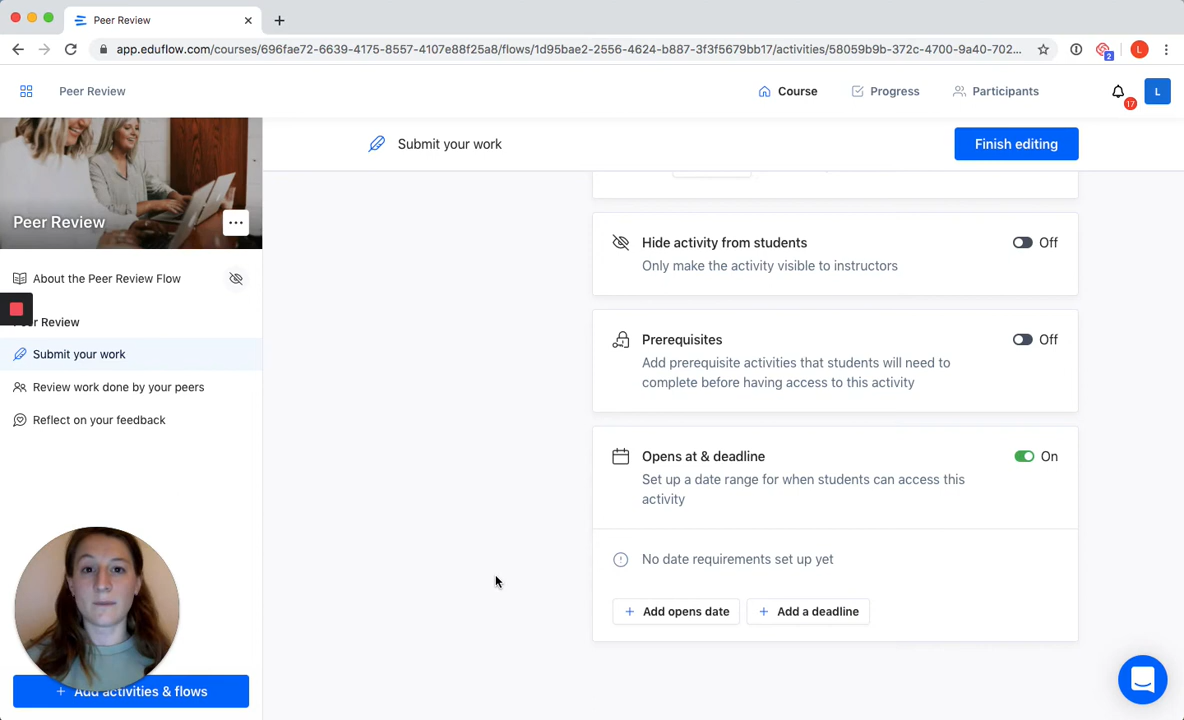 Peer Review
app.eduflow.com/courses/696fae72-6639-4175-8557-4107e88f25a8/flows/1d95bae2-2556-4624-b887-3f3f5679bb17/activities/58059b9b-372c-4700-9a40-702...
2
L
Peer Review
Course
Progress
Participants
17
L
Peer Review
Submit your work
Finish editing
About the Peer Review Flow
Review
Submit your work
Review work done by your peers
Reflect on your feedback
Add activities & flows
Hide activity from students
Off
Only make the activity visible to instructors
Prerequisites
Off
Add prerequisite activities that students will need to
complete before having access to this activity
Opens at & deadline
On
Set up a date range for when students can access this
activity
No date requirements set up yet
+ Add opens date
+ Add a deadline